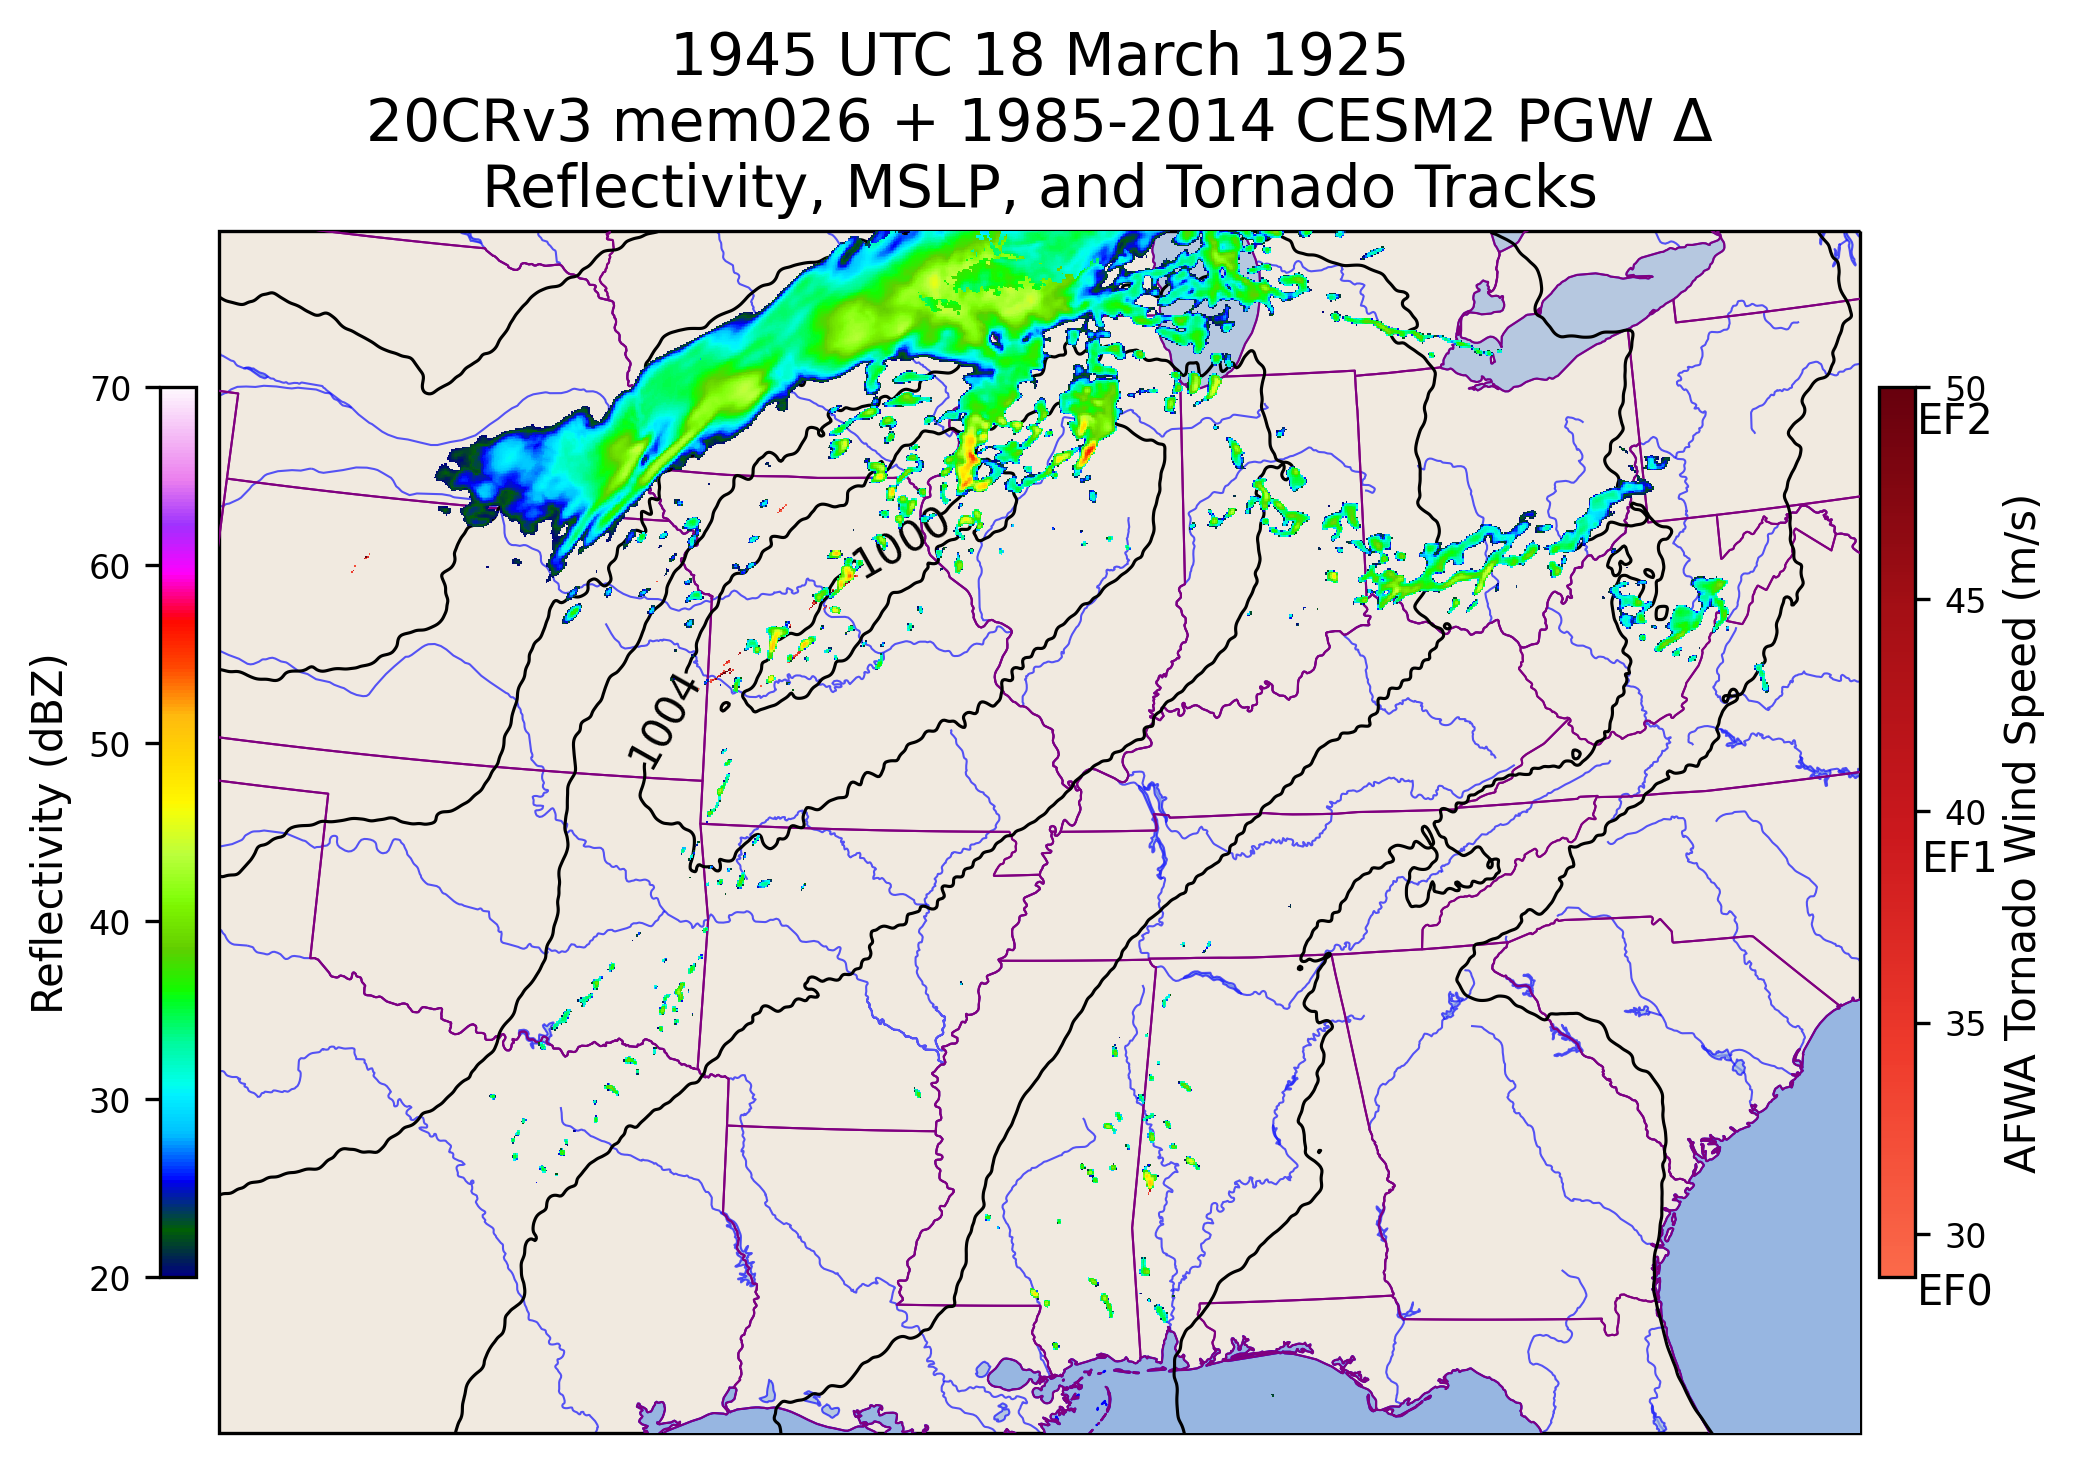 1945 UTC 18 March 1925
20CRv3 mem026 + 1985-2014 CESM2 PGW Δ
Reflectivity, MSLP, and Tornado Tracks
Reflectivity (dBZ)
70
60
50
40
30
20
1000
1004
50
EF2
45
40
EF1
35
30
EF0
AFWA Tornado Wind Speed (m/s)